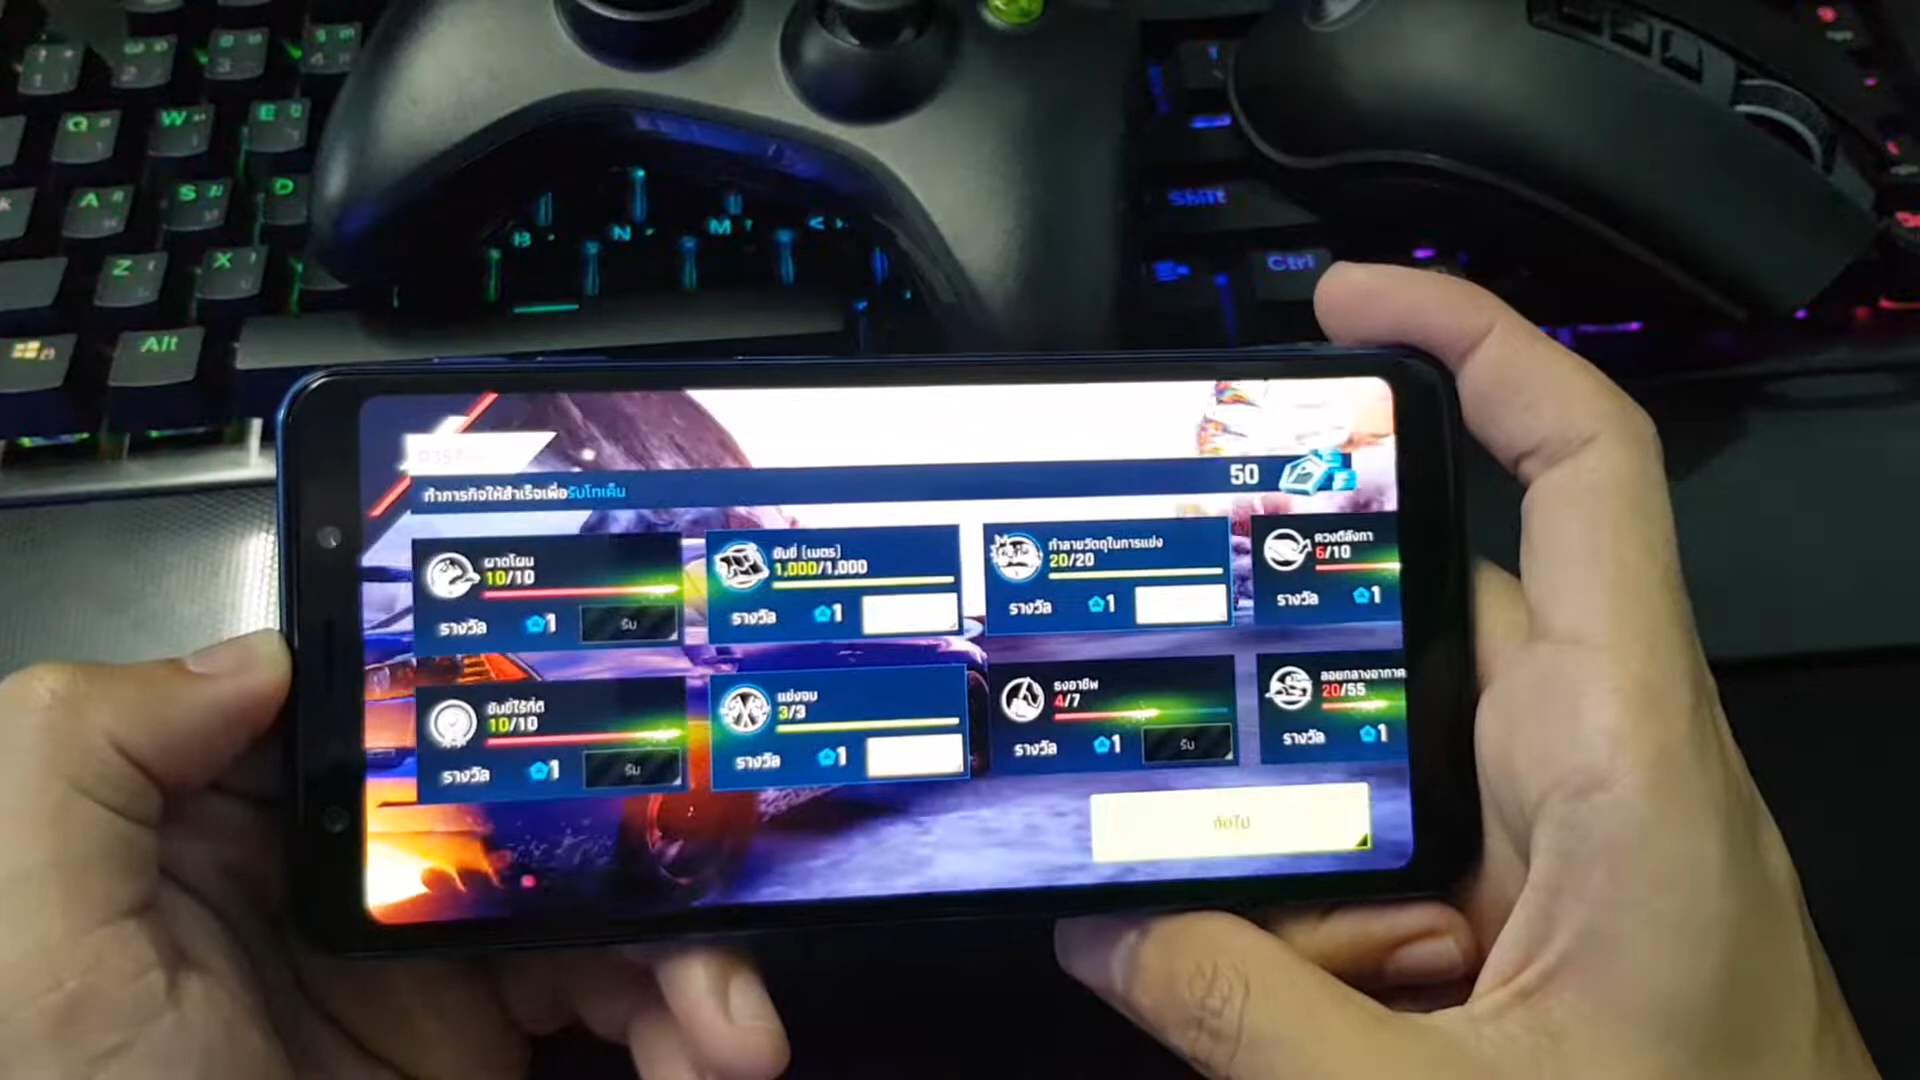 Q
W
E
A
S
D
Z
X
Alt
B
N
M
<
Shift
Ctrl
ทำภารกิจให้สำเร็จเพื่อรับโทเค็น
50
ผาดโผน
10/10
รางวัล 1 รับ
ขับขี่ (เมตร)
1,000/1,000
รางวัล 1
ทำลายวัตถุในการแข่ง
20/20
รางวัล 1
ควงตีลังกา
6/10
รางวัล 1
ขับขี่ไร้ที่ติ
10/10
รางวัล 1 รับ
แข่งจบ
3/3
รางวัล 1
ธงอาชีพ
4/7
รางวัล 1 รับ
ลอยกลางอากาศ
20/55
รางวัล 1
ต่อไป